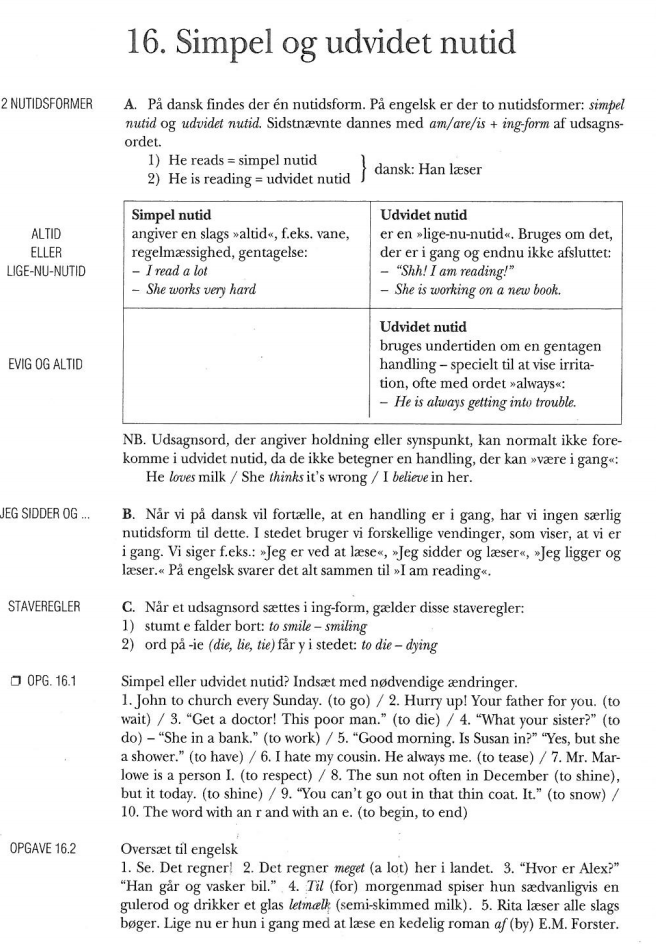 16. Simpel og udvidet nutid
2 NUTIDSFORMER
A. På dansk findes der én nutidsform. På engelsk er der to nutidsformer: simpel
nutid og udvidet nutid. Sidstnævnte dannes med am/are/is + ing-form af udsagns-
ordet.
1) He reads = simpel nutid
2) He is reading = udvidet nutid
} dansk: Han læser
ALTID
ELLER
LIGE-NU-NUTID
Simpel nutid
angiver en slags »altid«, f.eks. vane,
regelmæssighed, gentagelse:
– I read a lot
– She works very hard
Udvidet nutid
er en »lige-nu-nutid«. Bruges om det,
der er i gang og endnu ikke afsluttet:
– “Shh! I am reading!”
– She is working on a new book.
EVIG OG ALTID
Udvidet nutid
bruges undertiden om en gentagen
handling – specielt til at vise irrita-
tion, ofte med ordet »always«:
– He is always getting into trouble.
NB. Udsagnsord, der angiver holdning eller synspunkt, kan normalt ikke fore-
komme i udvidet nutid, da de ikke betegner en handling, der kan »være i gang«:
He loves milk / She thinks it's wrong / I believe in her.
JEG SIDDER OG ...
B. Når vi på dansk vil fortælle, at en handling er i gang, har vi ingen særlig
nutidsform til dette. I stedet bruger vi forskellige vendinger, som viser, at vi er
i gang. Vi siger f.eks.: »Jeg er ved at læse«, »Jeg sidder og læser«, »Jeg ligger og
læser.« På engelsk svarer det alt sammen til »I am reading«.
STAVEREGLER
C. Når et udsagnsord sættes i ing-form, gælder disse staveregler:
1) stumt e falder bort: to smile – smiling
2) ord på -ie (die, lie, tie) får y i stedet: to die – dying
❒ OPG. 16.1
Simpel eller udvidet nutid? Indsæt med nødvendige ændringer.
1. John to church every Sunday. (to go) / 2. Hurry up! Your father for you. (to
wait) / 3. “Get a doctor! This poor man.” (to die) / 4. “What your sister?” (to
do) – “She in a bank.” (to work) / 5. “Good morning. Is Susan in?” “Yes, but she
a shower.” (to have) / 6. I hate my cousin. He always me. (to tease) / 7. Mr. Mar-
lowe is a person I. (to respect) / 8. The sun not often in December (to shine),
but it today. (to shine) / 9. “You can't go out in that thin coat. It.” (to snow) /
10. The word with an r and with an e. (to begin, to end)
OPGAVE 16.2
Oversæt til engelsk
1. Se. Det regner! 2. Det regner meget (a lot) her i landet. 3. “Hvor er Alex?”
“Han går og vasker bil.” 4. Til (for) morgenmad spiser hun sædvanligvis en
gulerod og drikker et glas letmælk (semi-skimmed milk). 5. Rita læser alle slags
bøger. Lige nu er hun i gang med at læse en kedelig roman af (by) E.M. Forster.